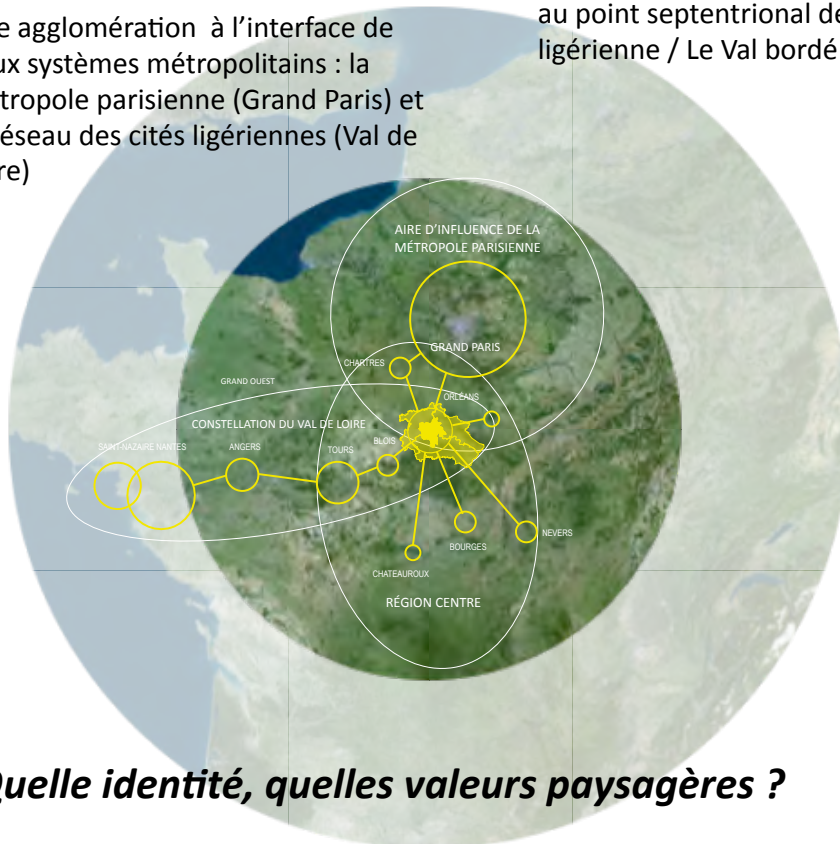 e agglomération à l'interface de
ux systèmes métropolitains : la
tropole parisienne (Grand Paris) et
éseau des cités ligériennes (Val de
re)
au point septentrional de
ligérienne / Le Val bordé
AIRE D'INFLUENCE DE LA
MÉTROPOLE PARISIENNE
GRAND PARIS
CHARTRES
GRAND OUEST
ORLÉANS
CONSTELLATION DU VAL DE LOIRE
SAINT-NAZAIRE NANTES
ANGERS
TOURS
BLOIS
NEVERS
BOURGES
CHATEAUROUX
RÉGION CENTRE
Quelle identité, quelles valeurs paysagères ?